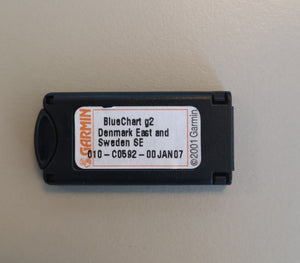 GARMIN
BlueChart g2
Denmark East and
Sweden SE
010-C0592-00JAN07
©2001 Garmin